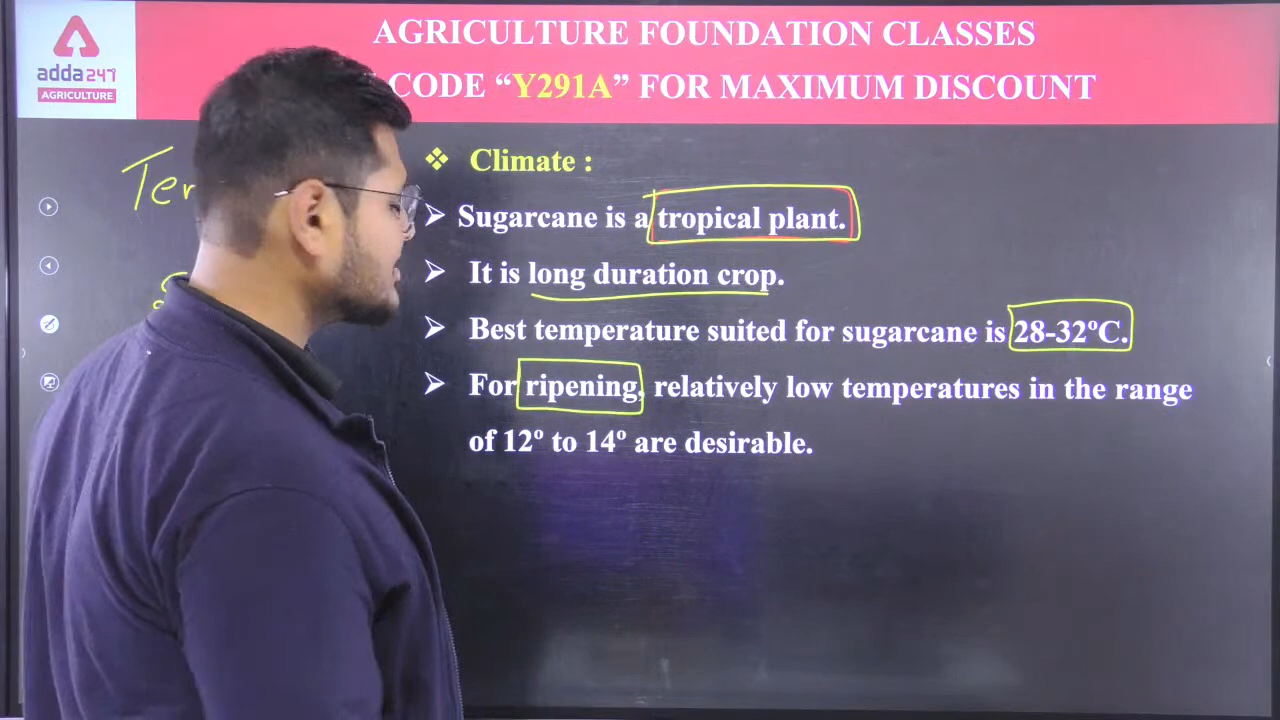 AGRICULTURE FOUNDATION CLASSES
CODE “Y291A” FOR MAXIMUM DISCOUNT
adda247
AGRICULTURE
Climate :
Sugarcane is a tropical plant.
It is long duration crop.
Best temperature suited for sugarcane is 28-32ºC.
For ripening, relatively low temperatures in the range
of 12º to 14º are desirable.